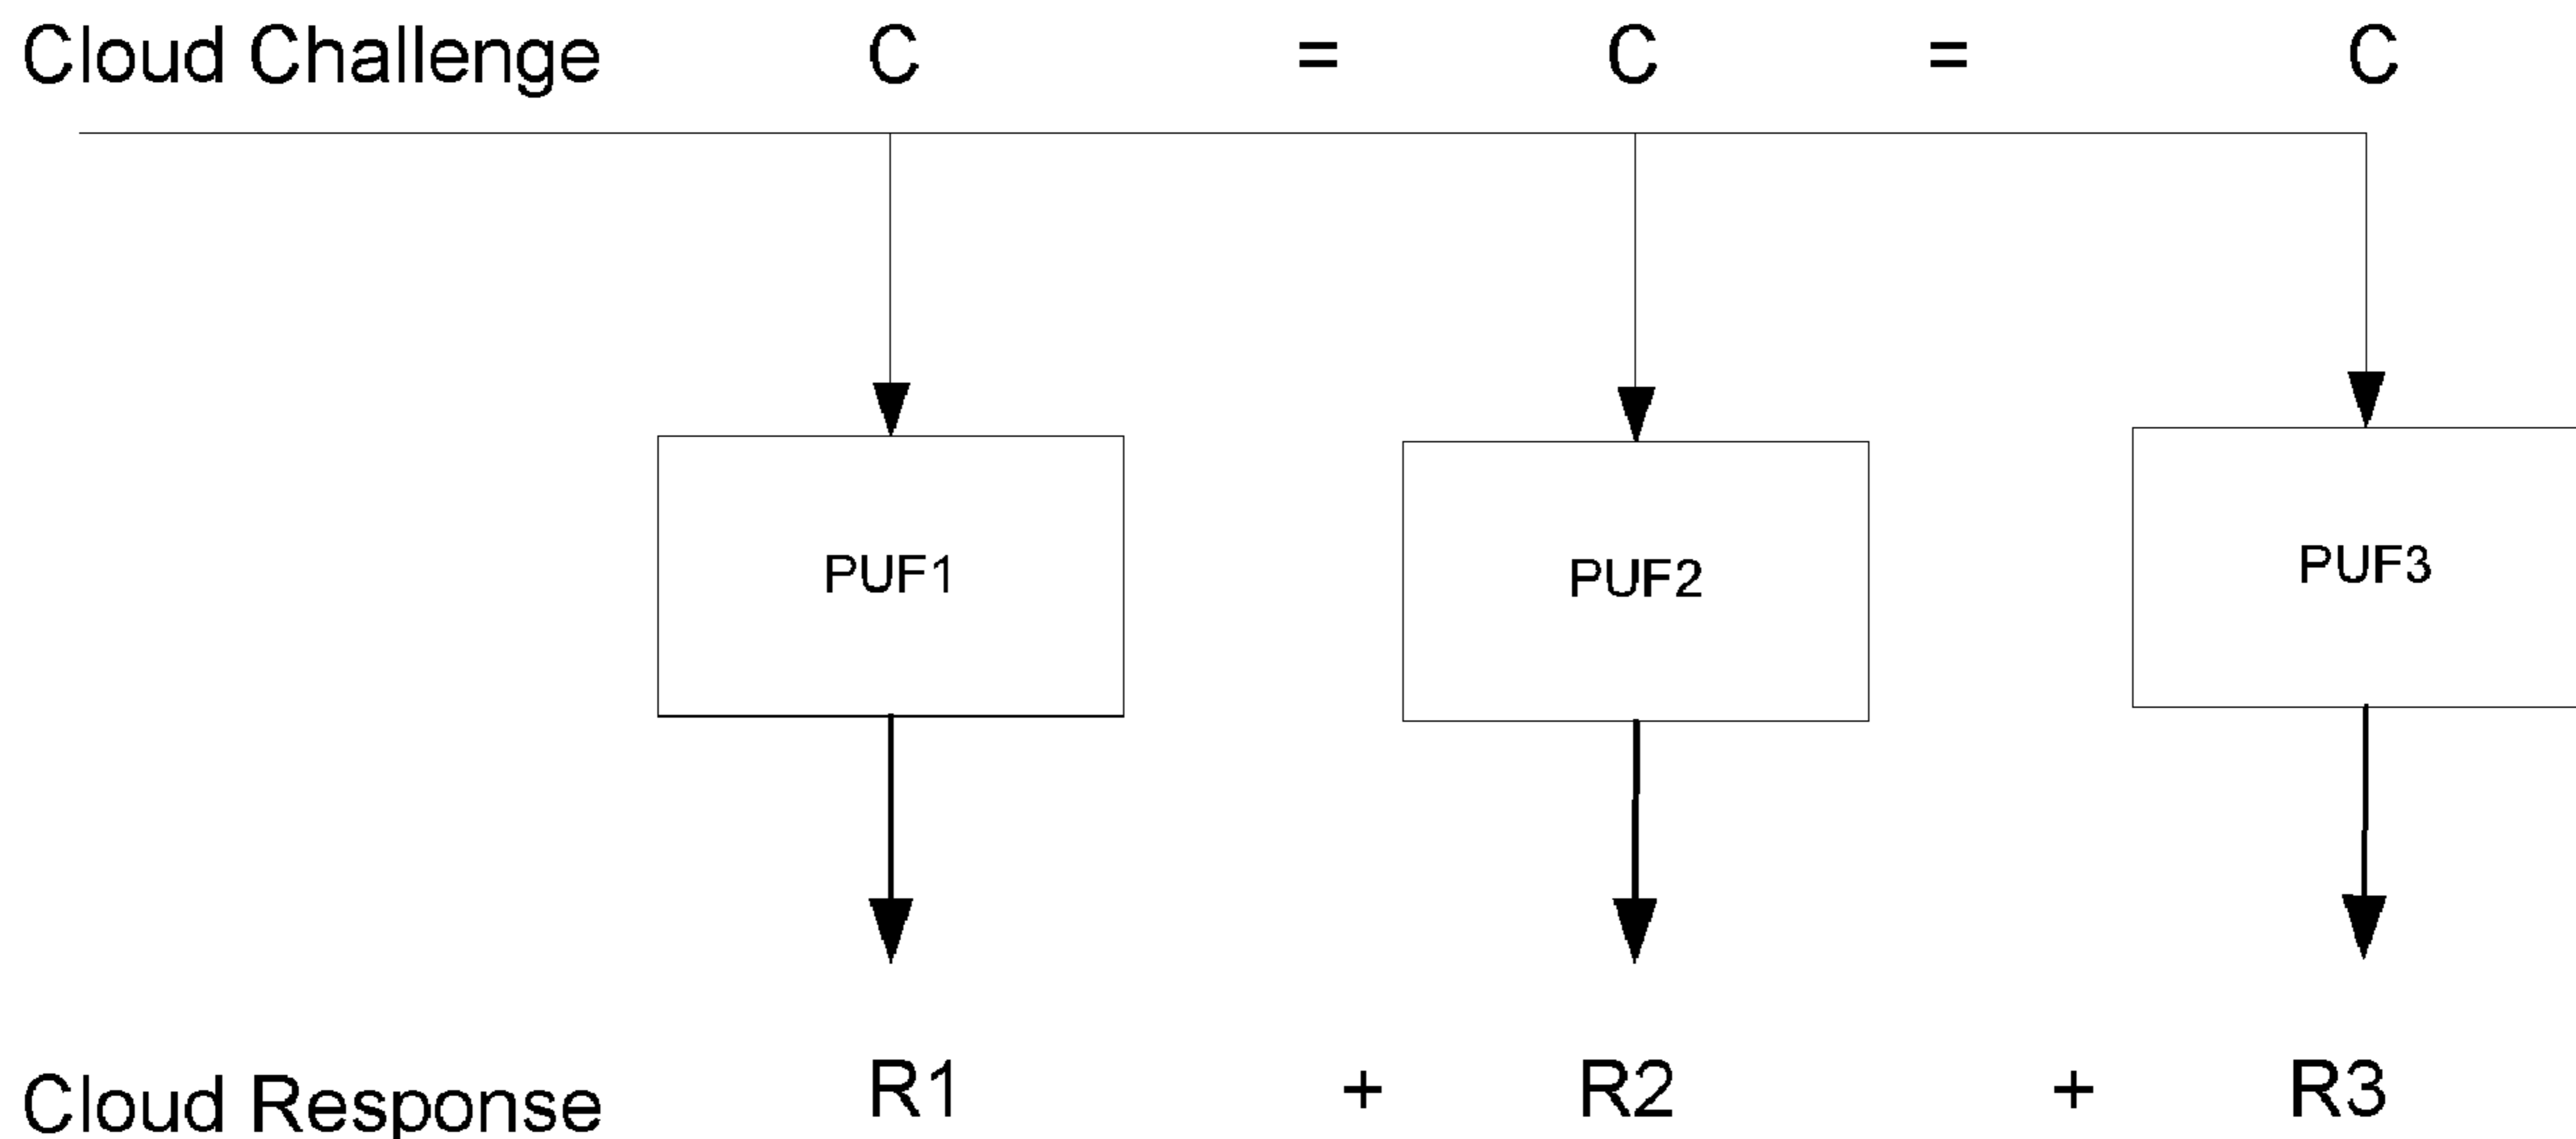 Cloud Challenge C = C = C
PUF1 PUF2 PUF3
Cloud Response R1 + R2 + R3